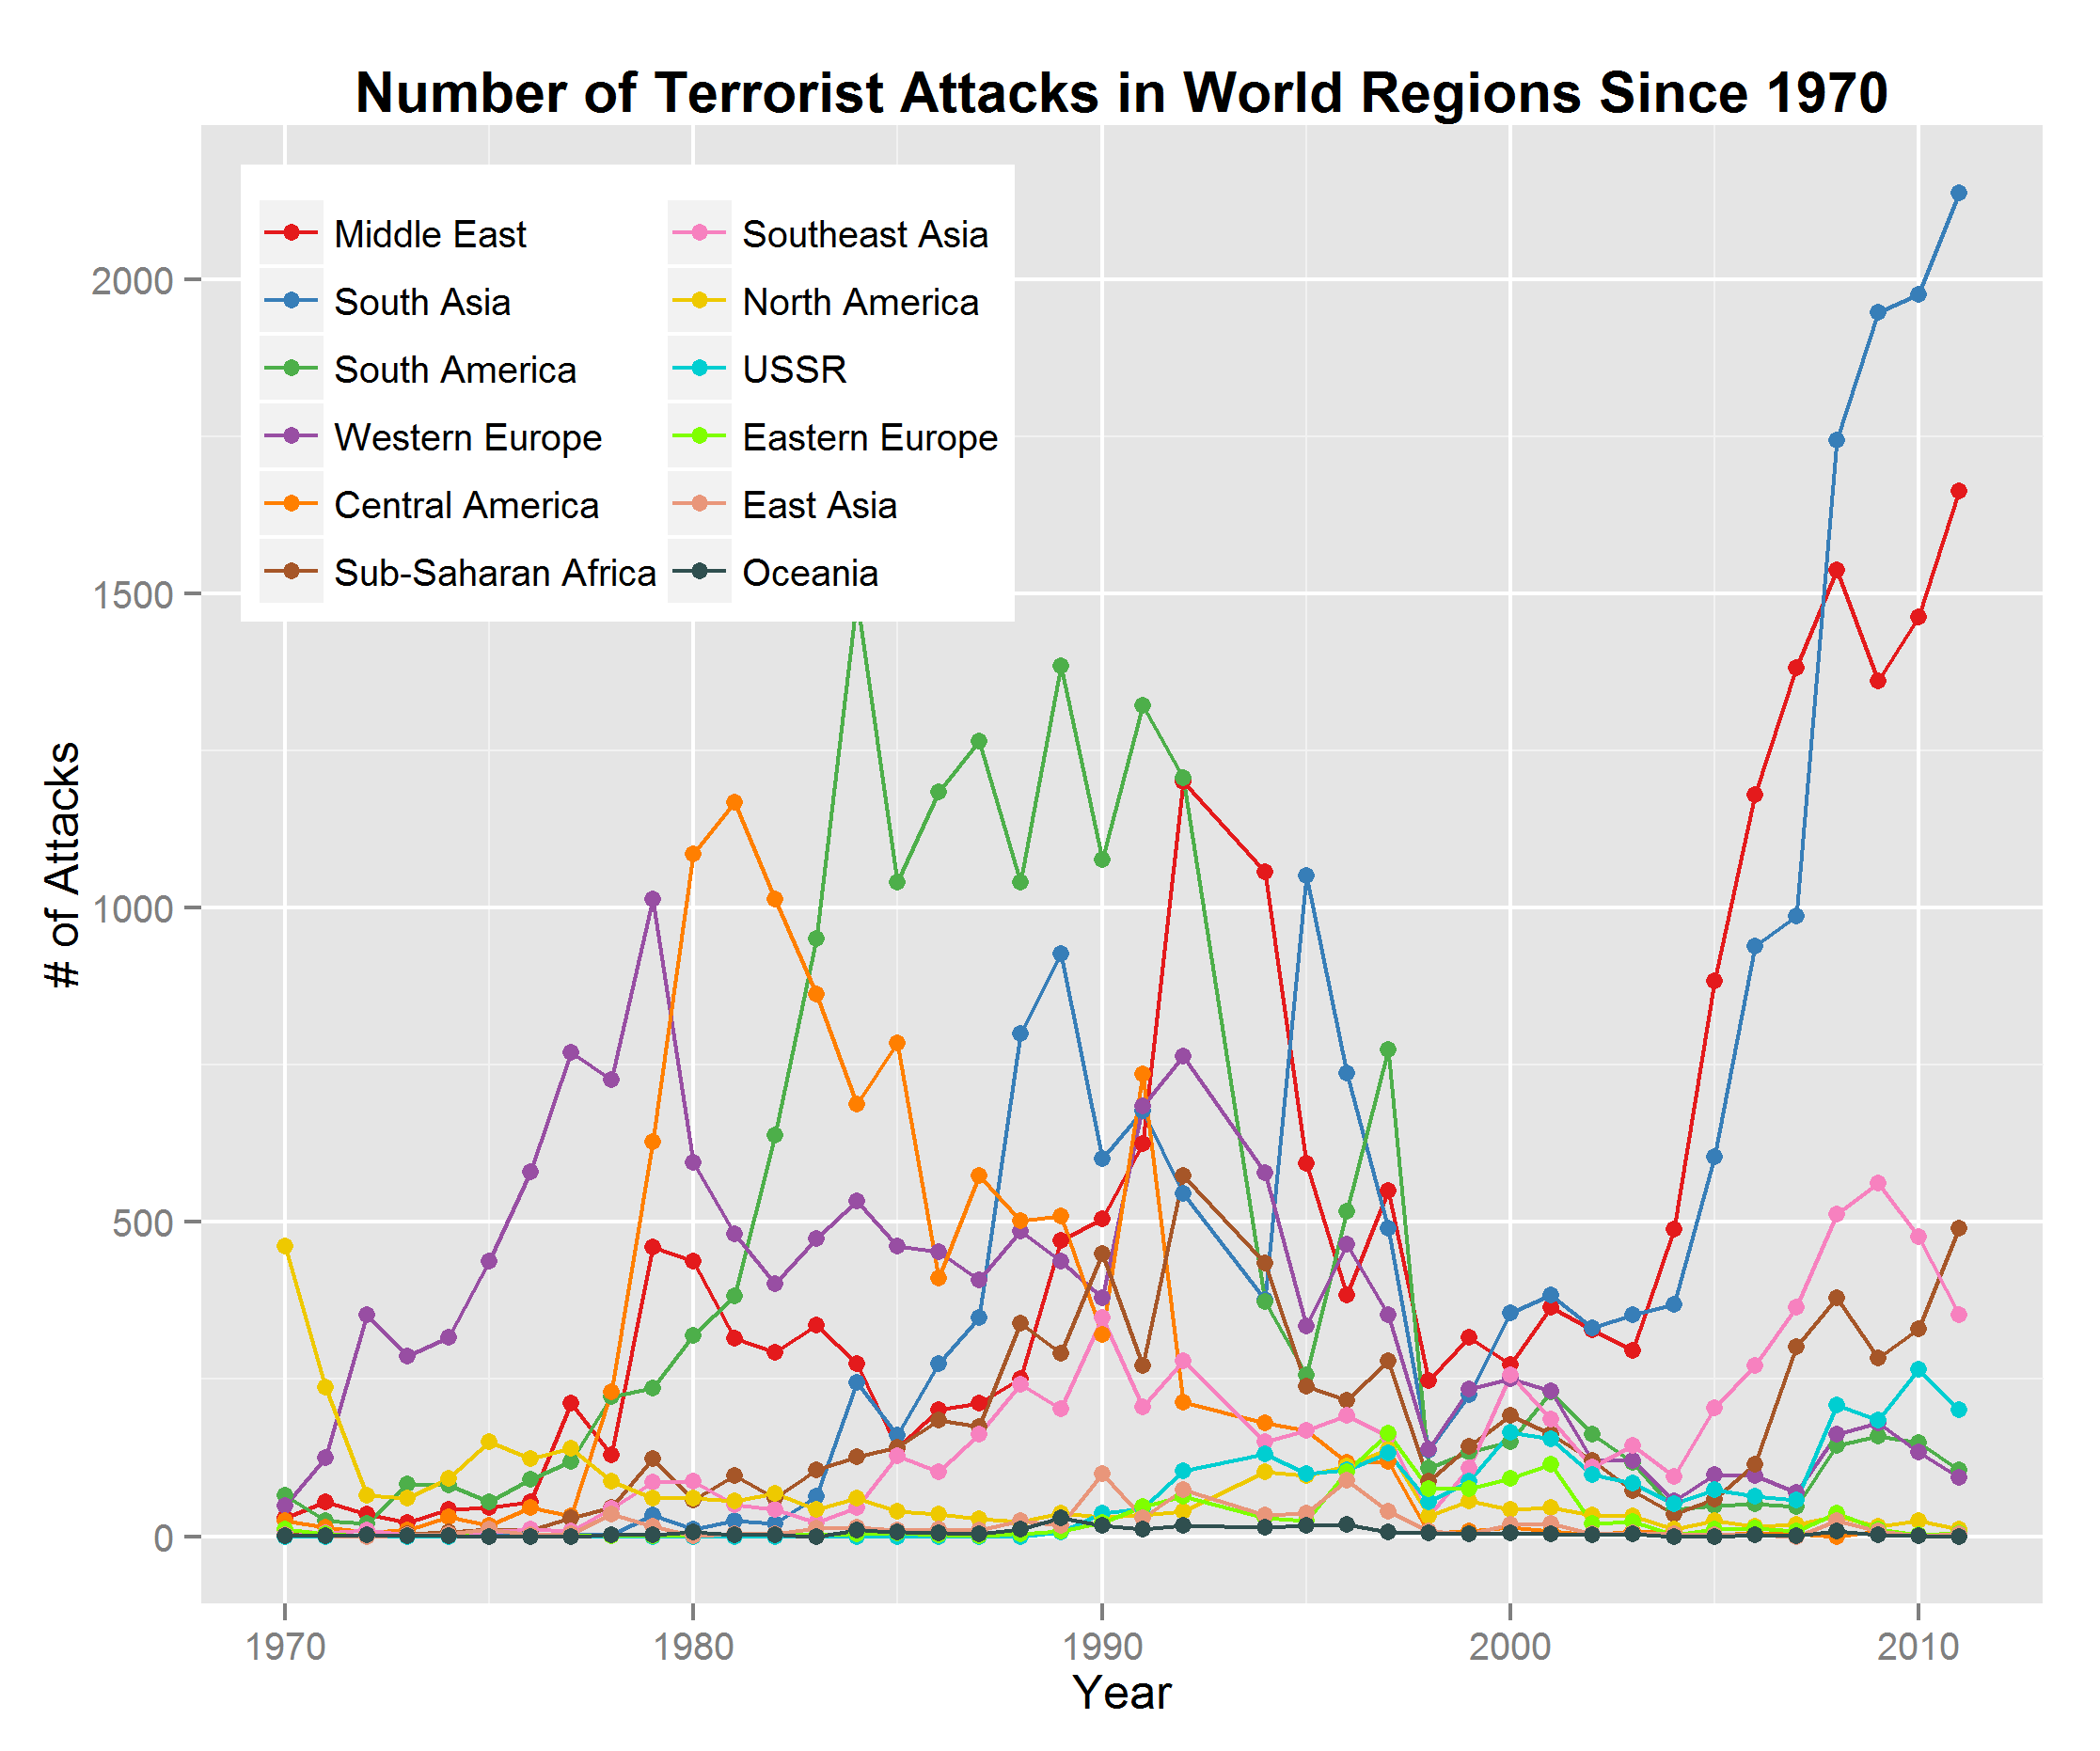 Number of Terrorist Attacks in World Regions Since 1970
Middle East
South Asia
South America
Western Europe
Central America
Sub-Saharan Africa
Southeast Asia
North America
USSR
Eastern Europe
East Asia
Oceania
# of Attacks
2000
1500
1000
500
0
1970
1980
1990
2000
2010
Year